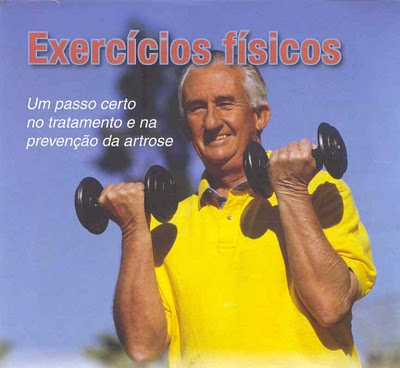 Exercícios físicos
Um passo certo
no tratamento e na
prevenção da artrose